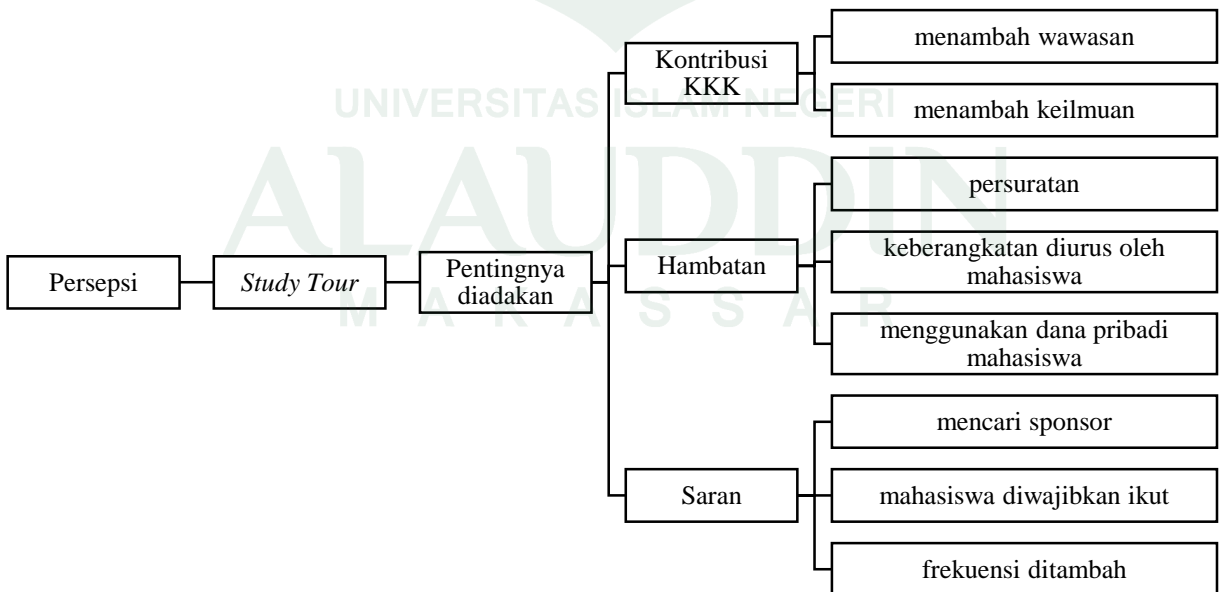 Persepsi
Study Tour
Pentingnya
diadakan
Kontribusi
KKK
menambah wawasan
menambah keilmuan
Hambatan
persuratan
keberangkatan diurus oleh
mahasiswa
menggunakan dana pribadi
mahasiswa
Saran
mencari sponsor
mahasiswa diwajibkan ikut
frekuensi ditambah
UNIVERSITAS ISLAM NEGERI
ALAUDDIN
MAKASSAR